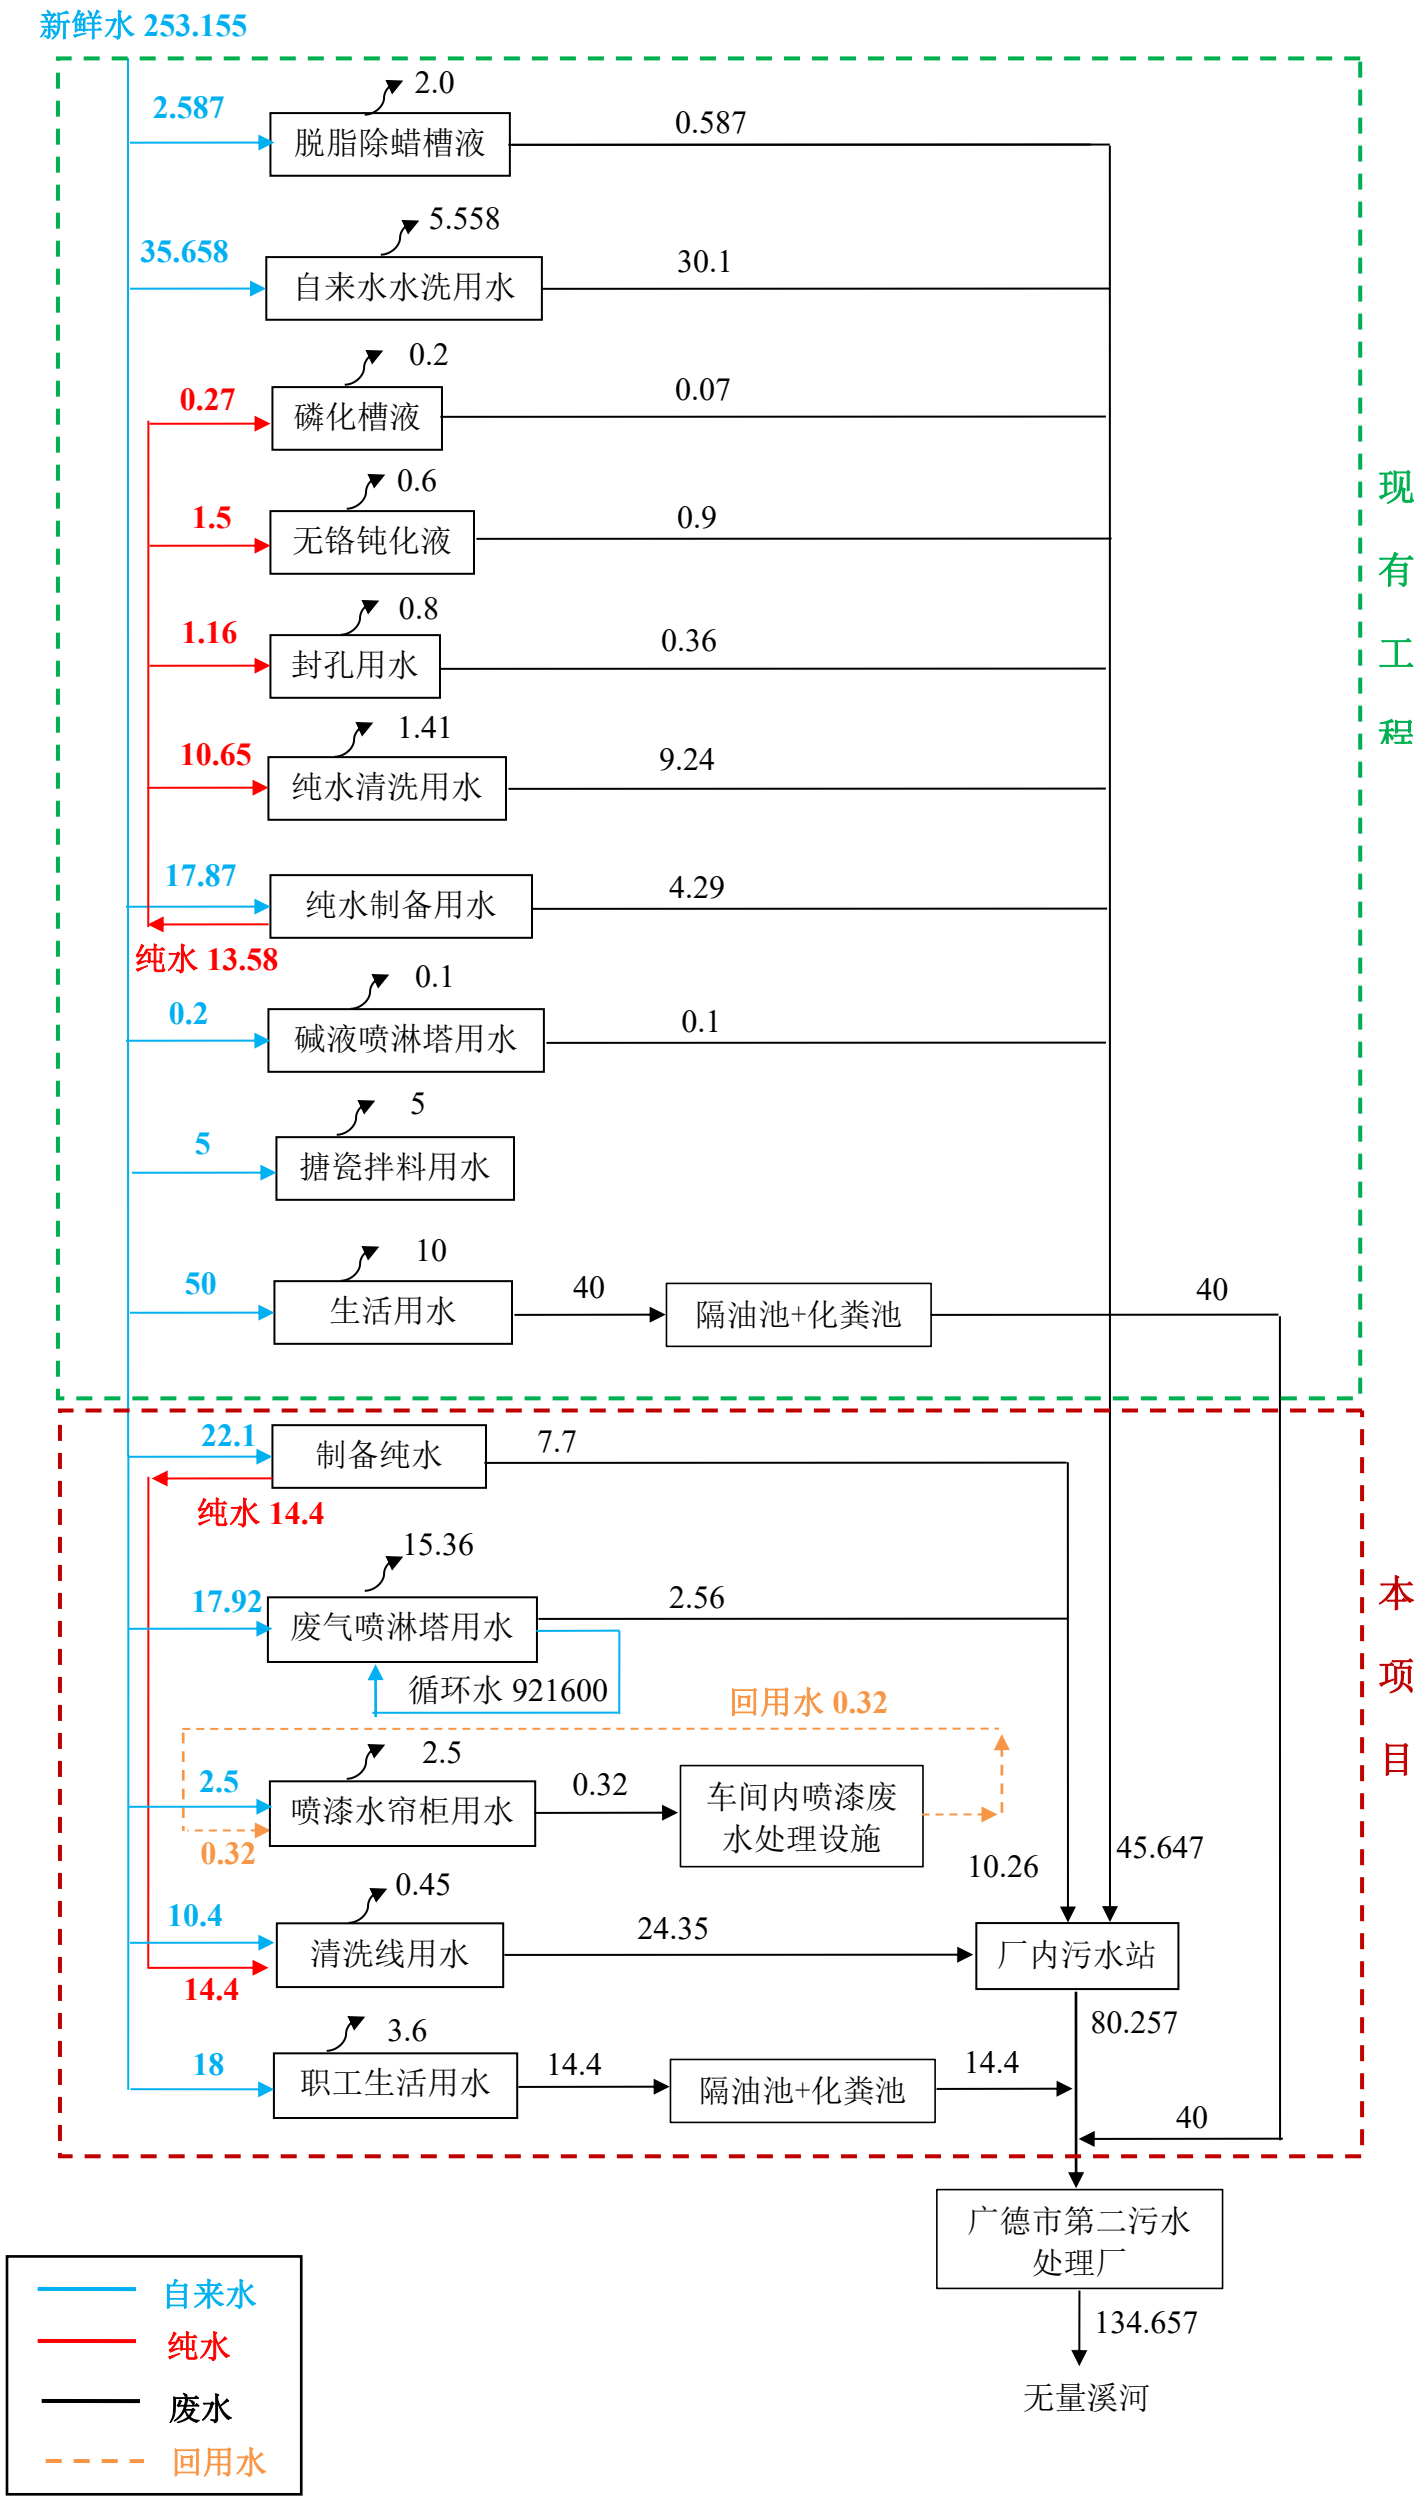 新鲜水 253.155
2.0
2.587
脱脂除蜡槽液
0.587
5.558
35.658
自来水水洗用水
30.1
0.2
0.27
磷化槽液
0.07
0.6
1.5
无铬钝化液
0.9
0.8
1.16
封孔用水
0.36
1.41
10.65
纯水清洗用水
9.24
17.87
纯水制备用水
4.29
纯水 13.58
0.1
0.2
碱液喷淋塔用水
0.1
5
5
搪瓷拌料用水
10
50
生活用水
40
隔油池+化粪池
40
现
有
工
程
22.1
制备纯水
7.7
纯水 14.4
15.36
17.92
废气喷淋塔用水
2.56
循环水 921600
回用水 0.32
2.5
2.5
喷漆水帘柜用水
0.32
0.32
车间内喷漆废
水处理设施
10.26
45.647
0.45
10.4
清洗线用水
14.4
24.35
厂内污水站
80.257
3.6
18
职工生活用水
14.4
隔油池+化粪池
14.4
40
本
项
目
广德市第二污水
处理厂
134.657
无量溪河
自来水
纯水
废水
回用水